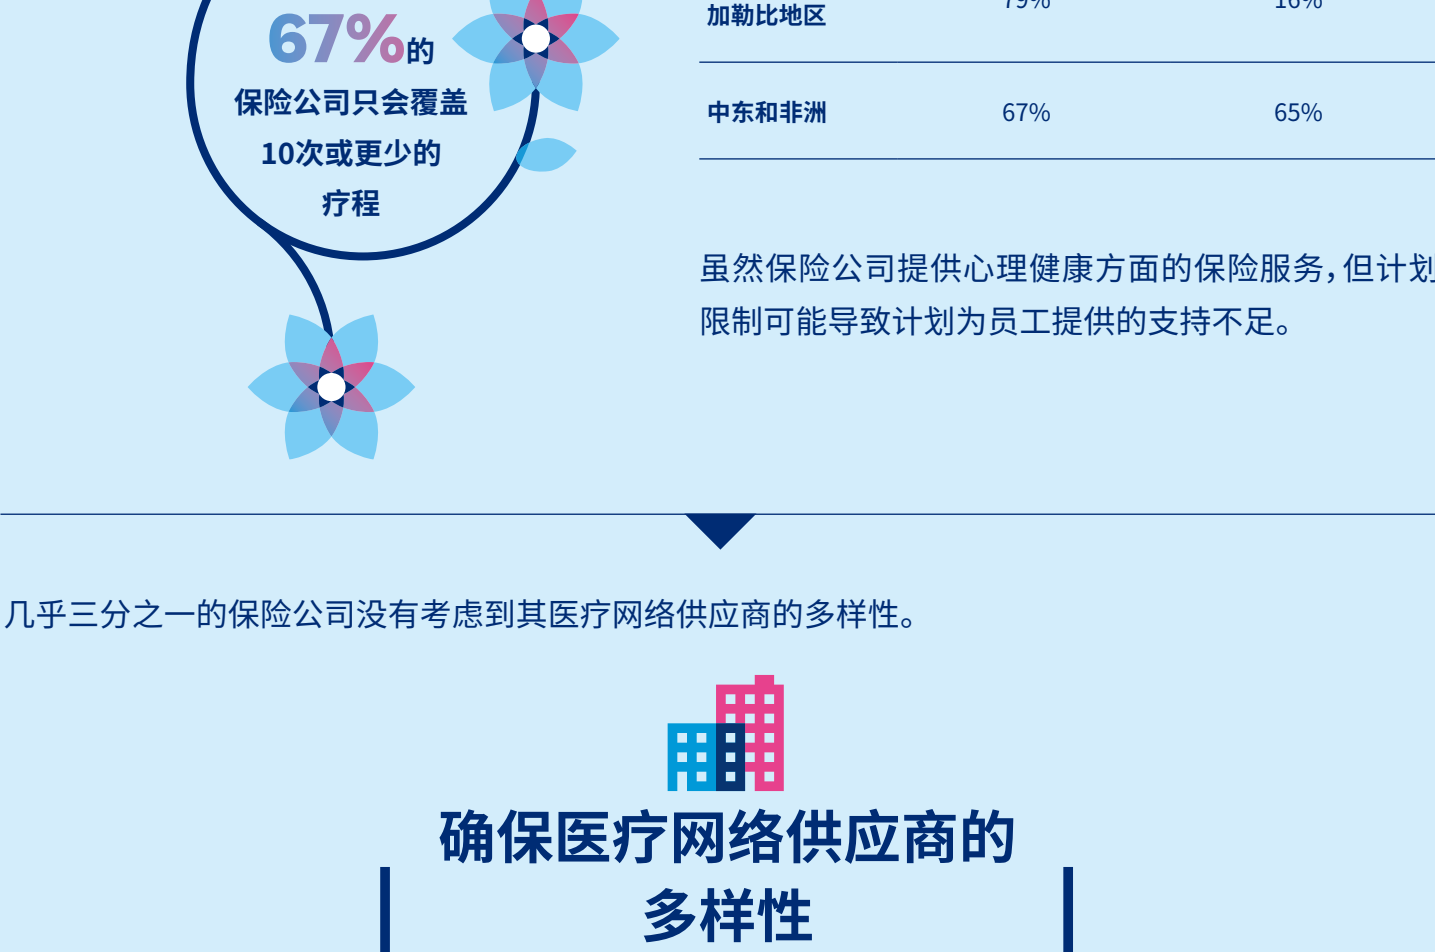 67%的
保险公司只会覆盖
10次或更少的
疗程
加勒比地区 79% 16%
中东和非洲 67% 65%
虽然保险公司提供心理健康方面的保险服务，但计划
限制可能导致计划为员工提供的支持不足。
几乎三分之一的保险公司没有考虑到其医疗网络供应商的多样性。
确保医疗网络供应商的
多样性